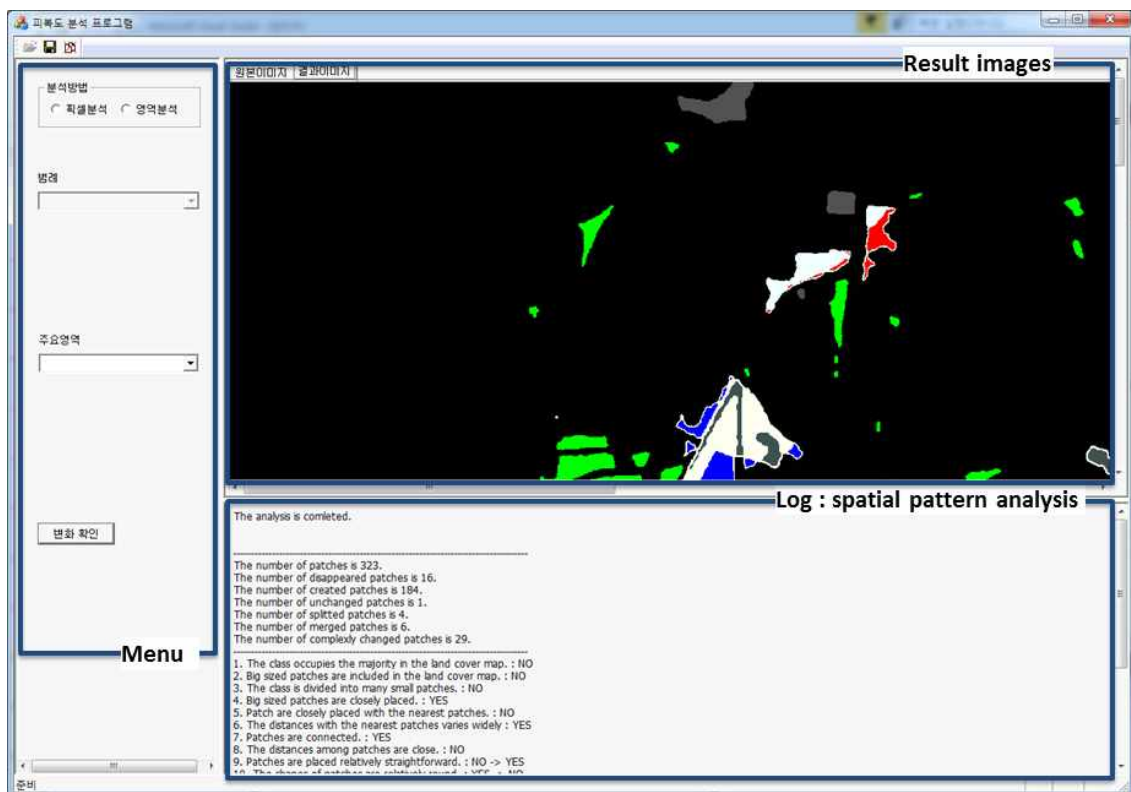 피복도 분석 프로그램
원본이미지 결과이미지
Result images
분석방법
픽셀분석 영역분석
범례
주요영역
변화 확인
Menu
Log : spatial pattern analysis
The analysis is comleted.
The number of patches is 323.
The number of disappeared patches is 16.
The number of created patches is 184.
The number of unchanged patches is 1.
The number of splitted patches is 4.
The number of merged patches is 6.
The number of complexly changed patches is 29.
1. The class occupies the majority in the land cover map. : NO
2. Big sized patches are included in the land cover map. : NO
3. The class is divided into many small patches. : NO
4. Big sized patches are closely placed. : YES
5. Patch are closely placed with the nearest patches. : NO
6. The distances with the nearest patches varies widely : YES
7. Patches are connected. : YES
8. The distances among patches are close. : NO
9. Patches are placed relatively straightforward. : NO -> YES
준비